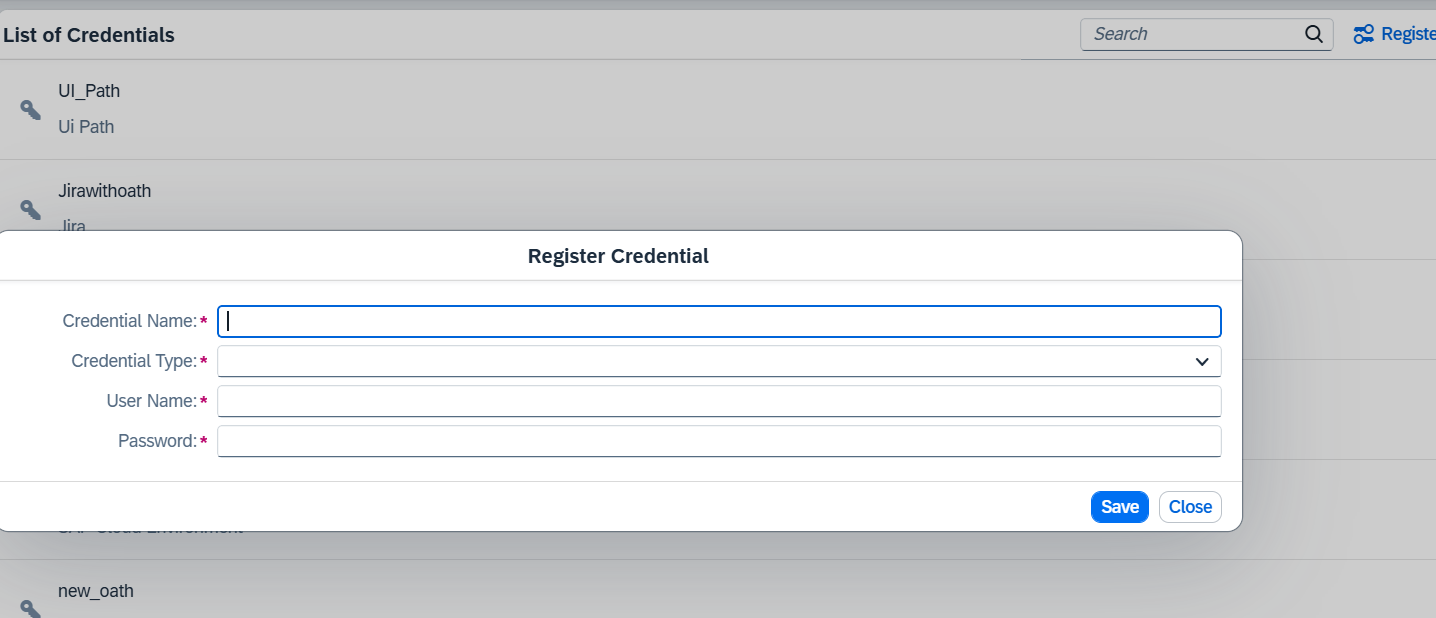 List of Credentials
Search
Registe
UI_Path
Ui Path
Jirawithoath
Jira
Register Credential
Credential Name:*
Credential Type:*
User Name:*
Password:*
Save
Close
SAP Cloud Environment
new_oath